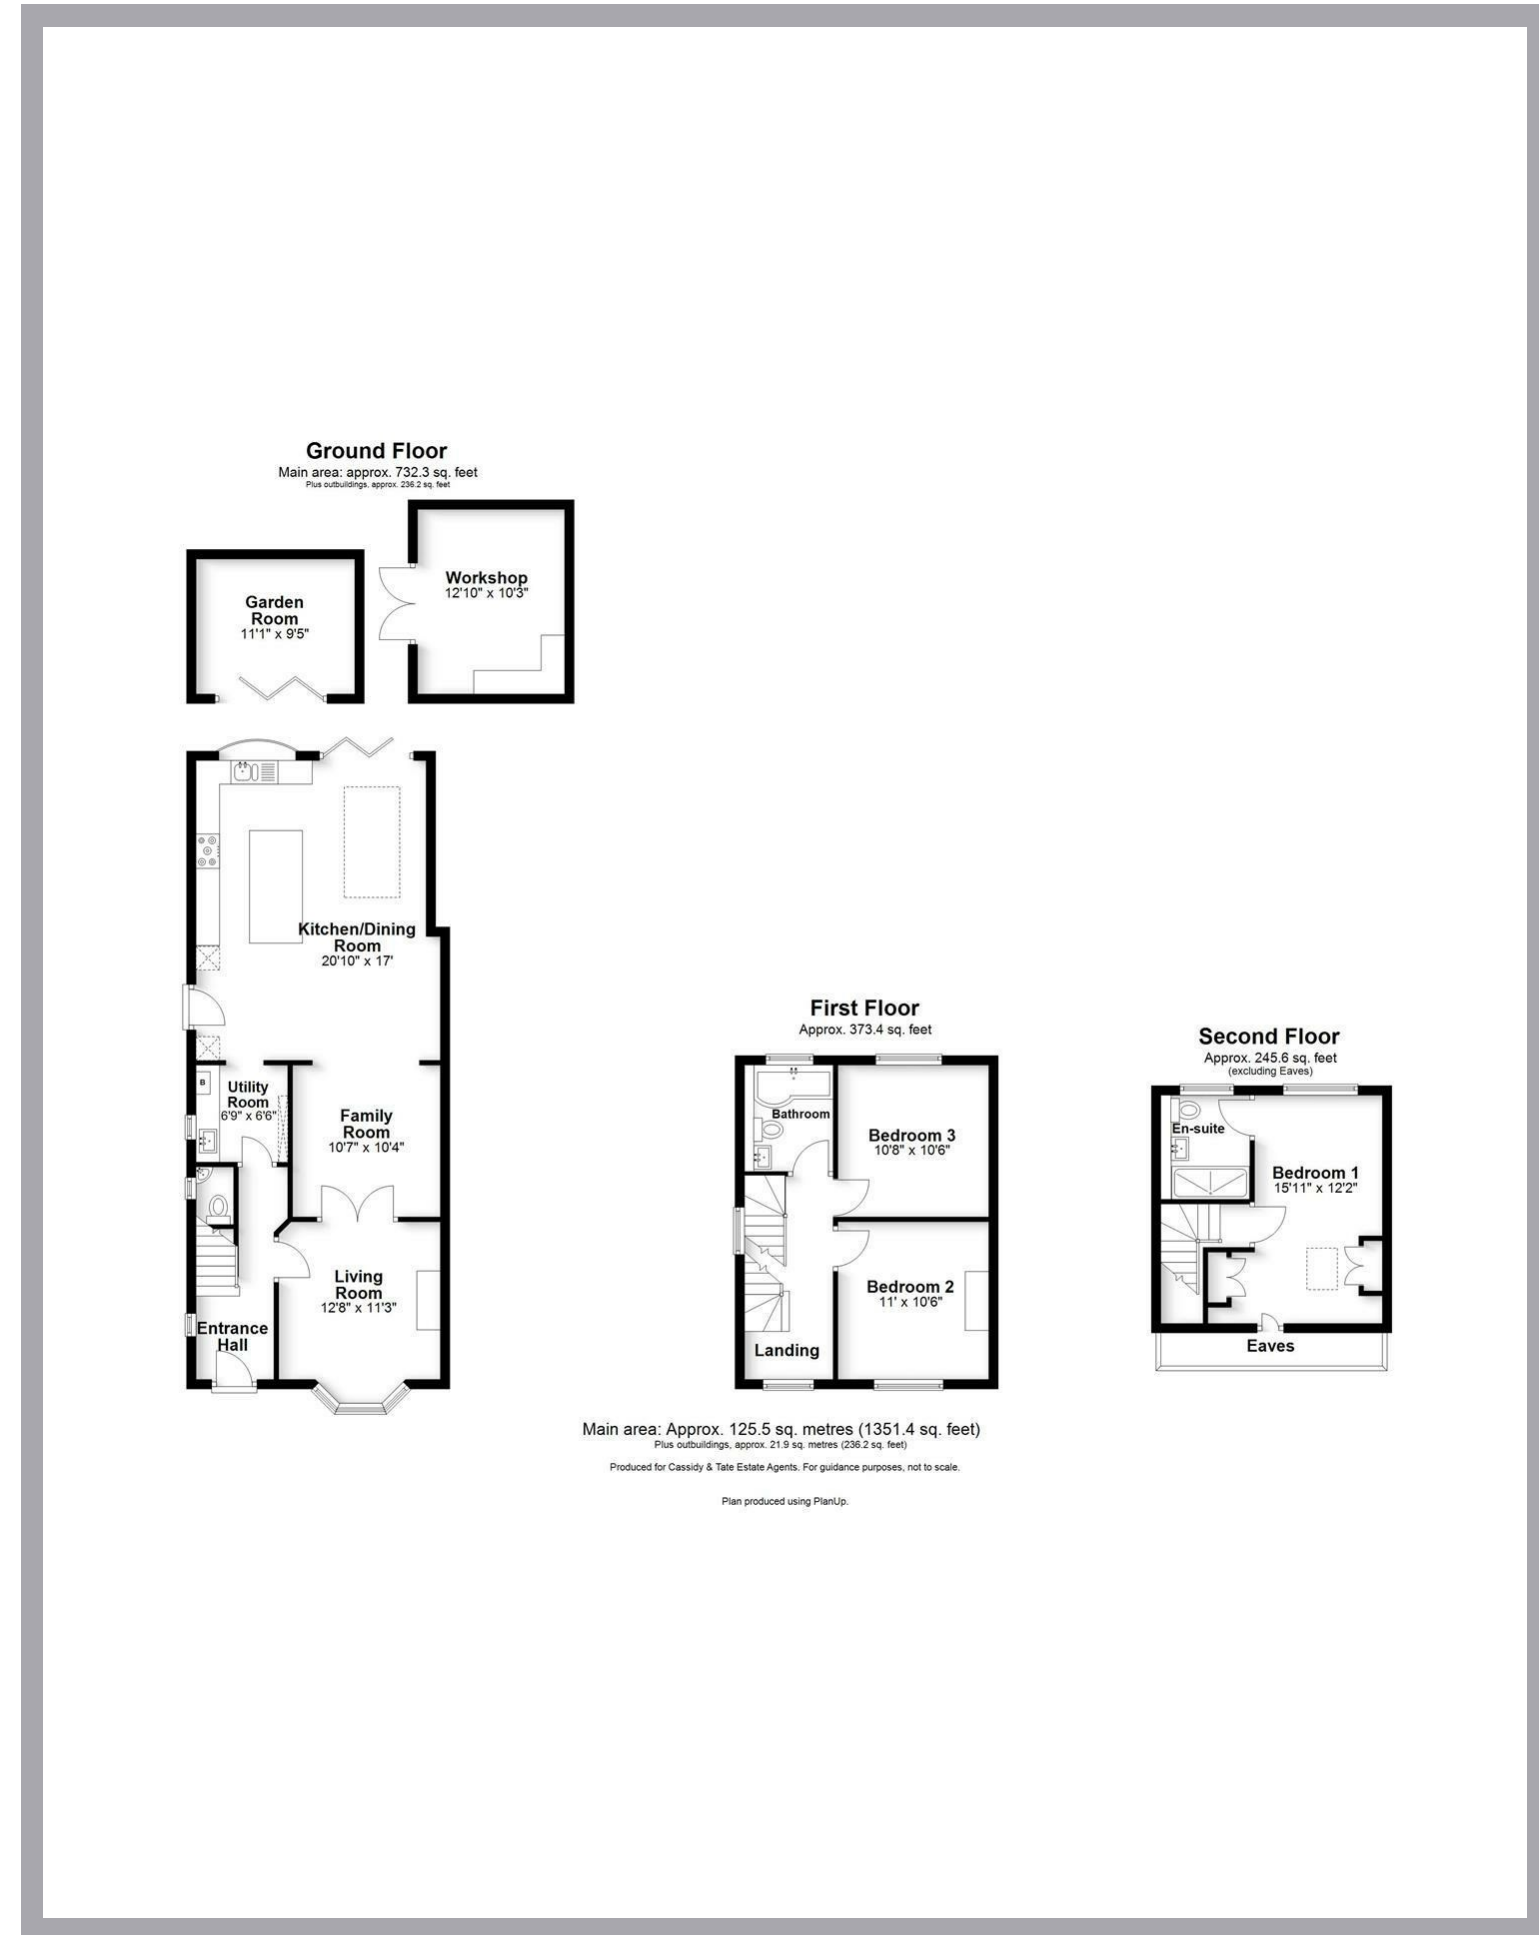 Ground Floor
Main area: approx. 732.3 sq. feet
Plus outbuildings, approx. 236.2 sq. feet
Workshop
12'10" x 10'3"
Garden
Room
11'1" x 9'5"
Kitchen/Dining
Room
20'10" x 17'
B
Utility
Room
6'9" x 6'6"
Family
Room
10'7" x 10'4"
Living
Room
12'8" x 11'3"
Entrance
Hall
First Floor
Approx. 373.4 sq. feet
Bathroom
Bedroom 3
10'8" x 10'6"
Bedroom 2
11' x 10'6"
Landing
Second Floor
Approx. 245.6 sq. feet
(excluding Eaves)
En-suite
Bedroom 1
15'11" x 12'2"
Eaves
Main area: Approx. 125.5 sq. metres (1351.4 sq. feet)
Plus outbuildings, approx. 21.9 sq. metres (236.2 sq. feet)
Produced for Cassidy & Tate Estate Agents. For guidance purposes, not to scale.
Plan produced using PlanUp.